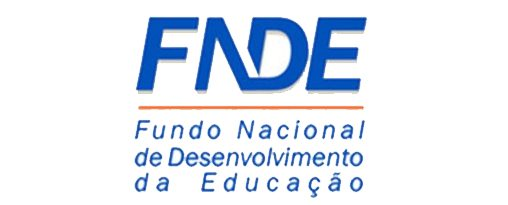 FNDE
Fundo Nacional
de Desenvolvimento
da Educação